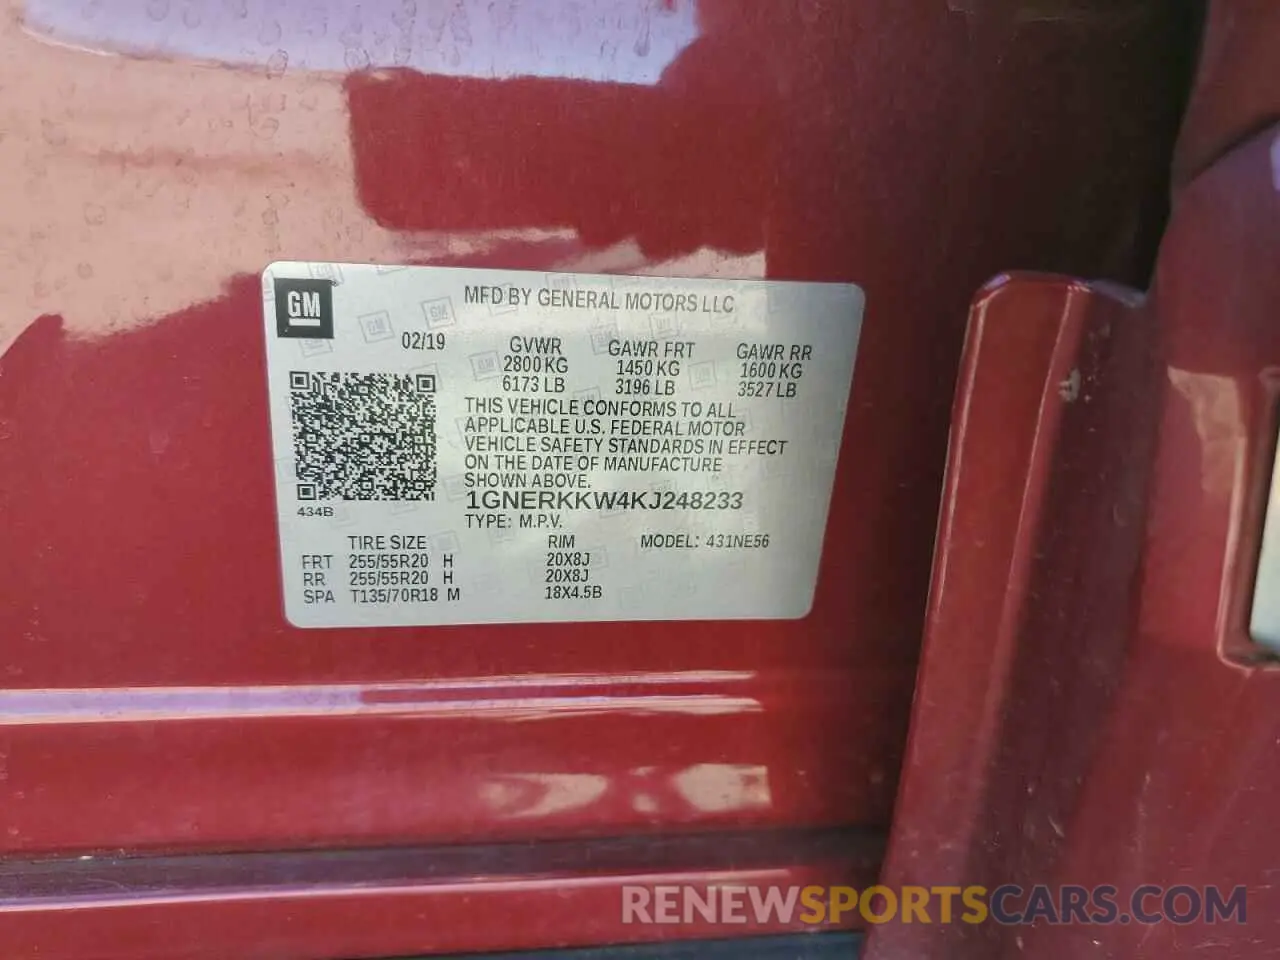 GM
MFD BY GENERAL MOTORS LLC
02/19
GVWR GAWR FRT GAWR RR
2800 KG 1450 KG 1600 KG
6173 LB 3196 LB 3527 LB
THIS VEHICLE CONFORMS TO ALL
APPLICABLE U.S. FEDERAL MOTOR
VEHICLE SAFETY STANDARDS IN EFFECT
ON THE DATE OF MANUFACTURE
SHOWN ABOVE.
434B
1GNERKKW4KJ248233
TYPE: M.P.V.
TIRE SIZE RIM MODEL: 431NE56
FRT 255/55R20 H 20X8J
RR 255/55R20 H 20X8J
SPA T135/70R18 M 18X4.5B
RENEWSPORTSCARS.COM